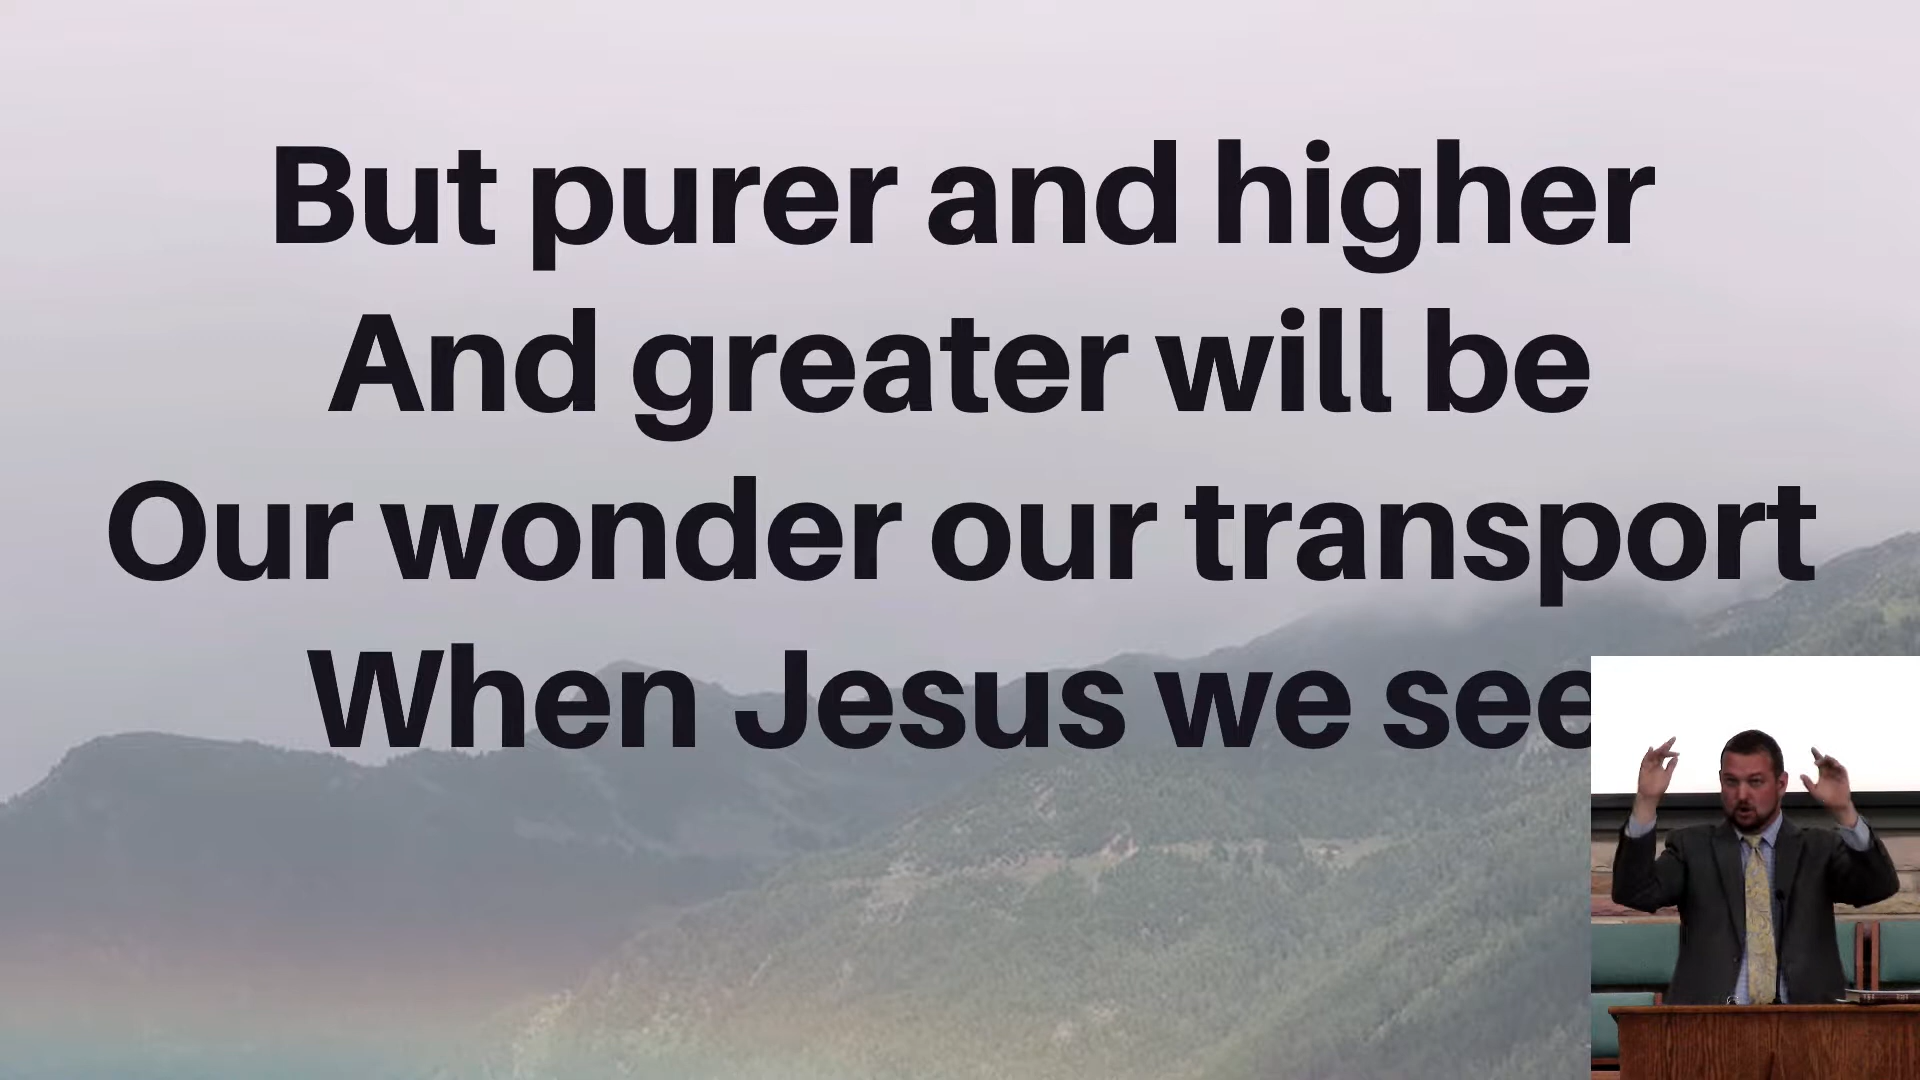 But purer and higher
And greater will be
Our wonder our transport
When Jesus we see